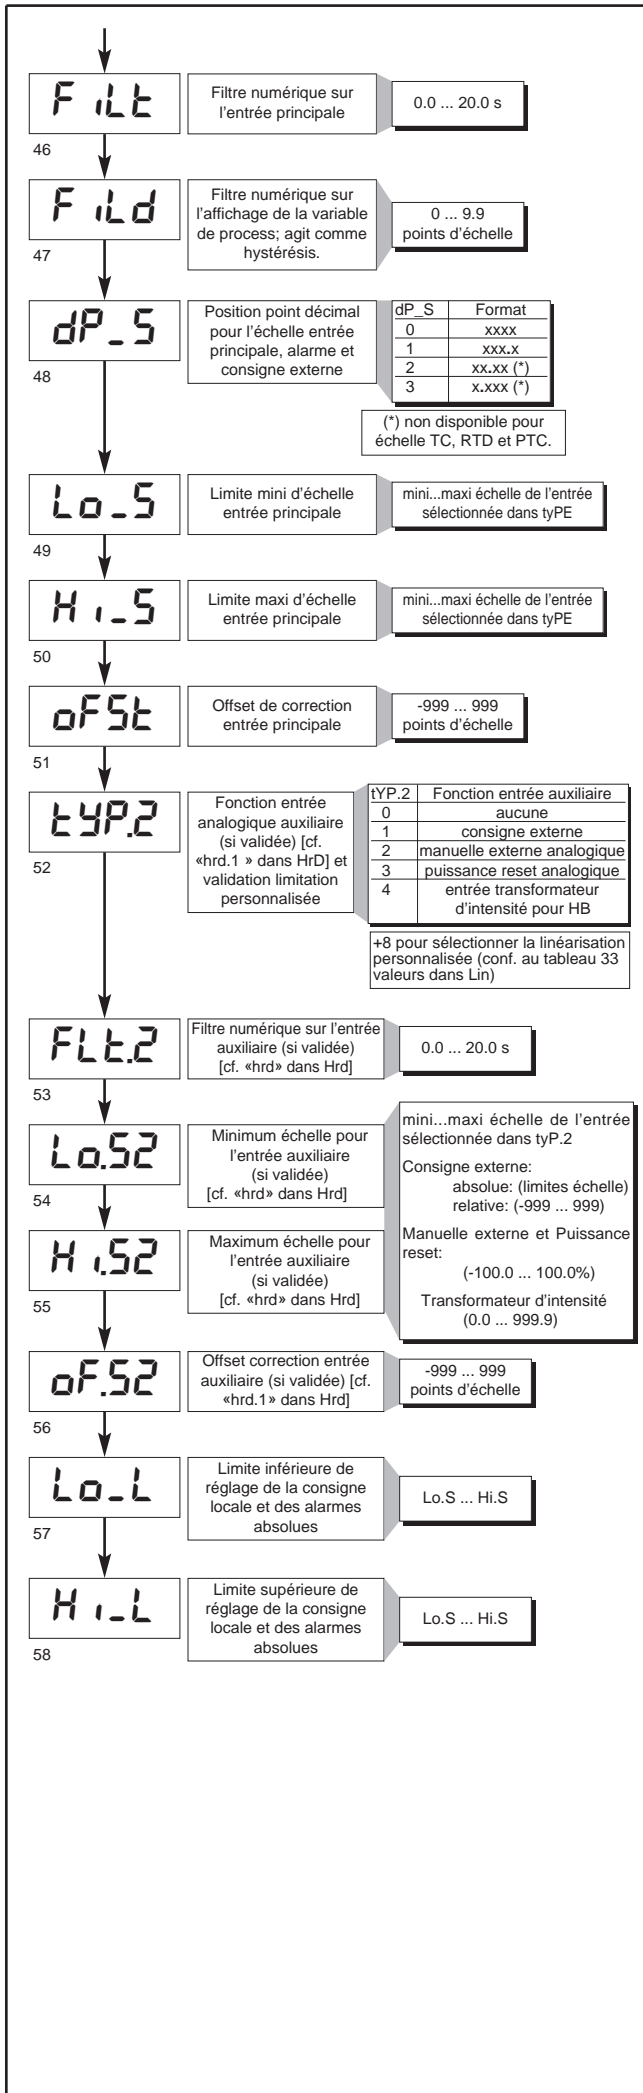 FiLt
Filtre numérique sur
l'entrée principale
0.0 ... 20.0 s
46
FiLd
Filtre numérique sur
l'affichage de la variable
de process; agit comme
hystérésis.
0 ... 9.9
points d'échelle
47
dP_S
Position point décimal
pour l'échelle entrée
principale, alarme et
consigne externe
dP_S Format
0 xxxx
1 xxx.x
2 xx.xx (*)
3 x.xxx (*)
48
(*) non disponible pour
échelle TC, RTD et PTC.
Lo_S
Limite mini d'échelle
entrée principale
mini...maxi échelle de l'entrée
sélectionnée dans tyPE
49
Hi_S
Limite maxi d'échelle
entrée principale
mini...maxi échelle de l'entrée
sélectionnée dans tyPE
50
oFSt
Offset de correction
entrée principale
-999 ... 999
points d'échelle
51
tYP.2
Fonction entrée
analogique auxiliaire
(si validée) [cf.
«hrd.1 » dans HrD] et
validation limitation
personnalisée
tYP.2 Fonction entrée auxiliaire
0 aucune
1 consigne externe
2 manuelle externe analogique
3 puissance reset analogique
4 entrée transformateur
d'intensité pour HB
52
+8 pour sélectionner la linéarisation
personnalisée (conf. au tableau 33
valeurs dans Lin)
FLt.2
Filtre numérique sur l'entrée
auxiliaire (si validée)
[cf. «hrd» dans Hrd]
0.0 ... 20.0 s
53
Lo.S2
Minimum échelle pour
l'entrée auxiliaire
(si validée)
[cf. «hrd» dans Hrd]
54
Hi.S2
Maximum échelle pour
l'entrée auxiliaire
(si validée)
[cf. «hrd» dans Hrd]
55
mini...maxi échelle de l'entrée
sélectionnée dans tyP.2
Consigne externe:
absolue: (limites échelle)
relative: (-999 ... 999)
Manuelle externe et Puissance
reset:
(-100.0 ... 100.0%)
Transformateur d'intensité
(0.0 ... 999.9)
oF.S2
Offset correction entrée
auxiliaire (si validée) [cf.
«hrd.1» dans Hrd]
-999 ... 999
points d'échelle
56
Lo_L
Limite inférieure de
réglage de la consigne
locale et des alarmes
absolues
Lo.S ... Hi.S
57
Hi_L
Limite supérieure de
réglage de la consigne
locale et des alarmes
absolues
Lo.S ... Hi.S
58